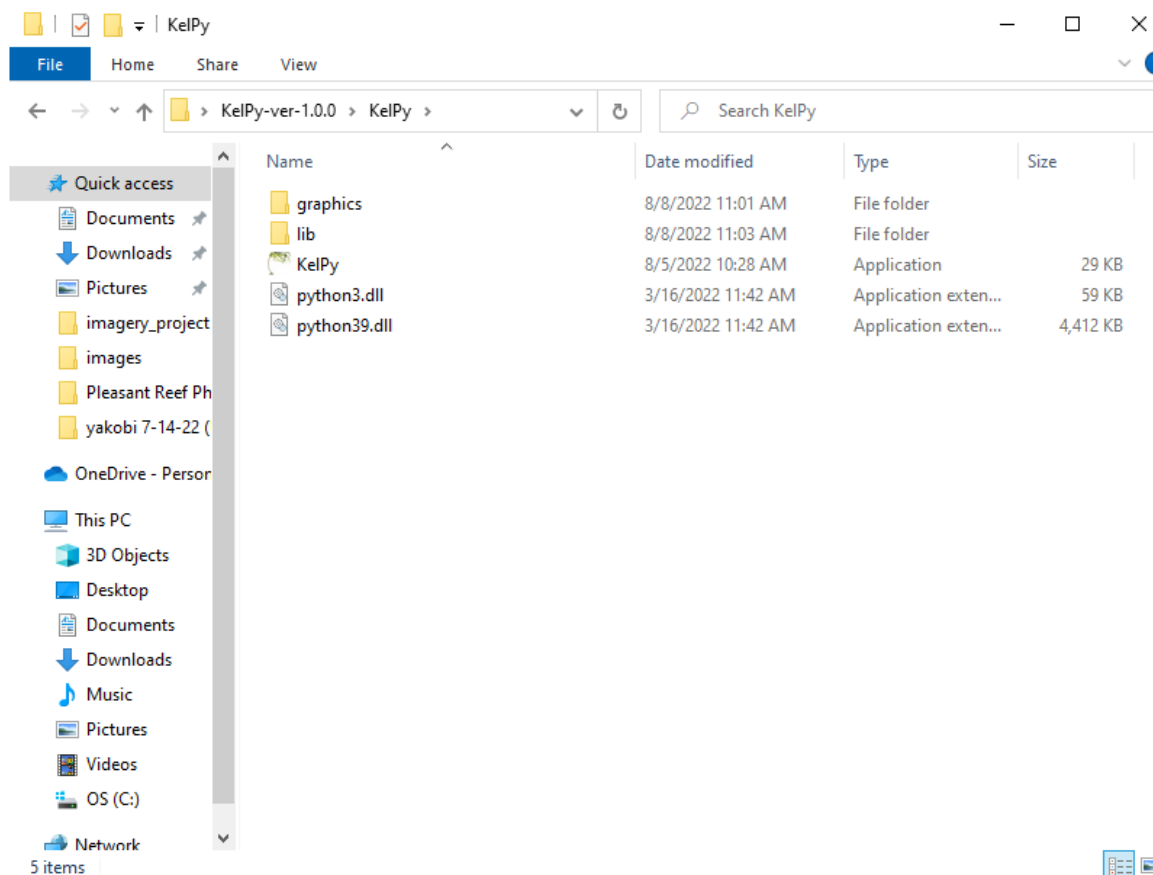 KelPy
File Home Share View
KelPy-ver-1.0.0 KelPy Search KelPy
Name Date modified Type Size
Quick access
Documents
Downloads
Pictures
imagery_project
images
Pleasant Reef Ph
yakobi 7-14-22 (
OneDrive - Person
This PC
3D Objects
Desktop
Documents
Downloads
Music
Pictures
Videos
OS (C:)
Network
graphics 8/8/2022 11:01 AM File folder
lib 8/8/2022 11:03 AM File folder
KelPy 8/5/2022 10:28 AM Application 29 KB
python3.dll 3/16/2022 11:42 AM Application exten... 59 KB
python39.dll 3/16/2022 11:42 AM Application exten... 4,412 KB
5 items